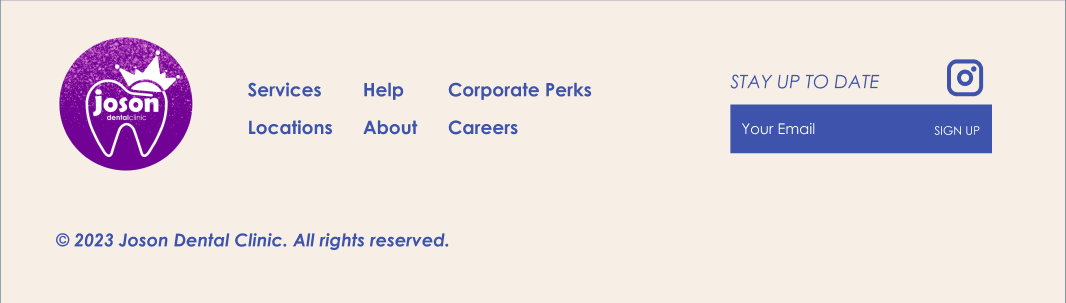 joson
dentalclinic
Services Help Corporate Perks
Locations About Careers
STAY UP TO DATE
Your Email SIGN UP
© 2023 Joson Dental Clinic. All rights reserved.